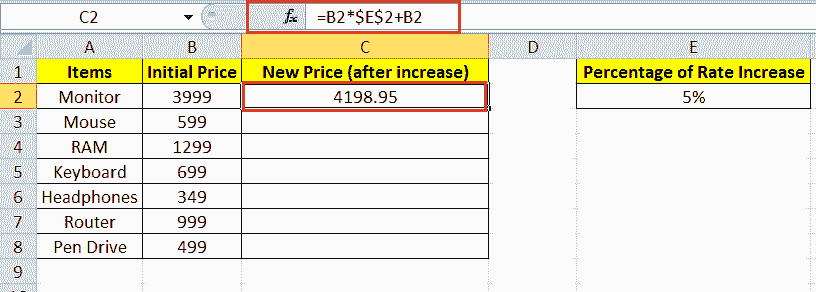 C2 fx =B2*$E$2+B2
A B C D E
1 Items Initial Price New Price (after increase) Percentage of Rate Increase
2 Monitor 3999 4198.95 5%
3 Mouse 599
4 RAM 1299
5 Keyboard 699
6 Headphones 349
7 Router 999
8 Pen Drive 499
9